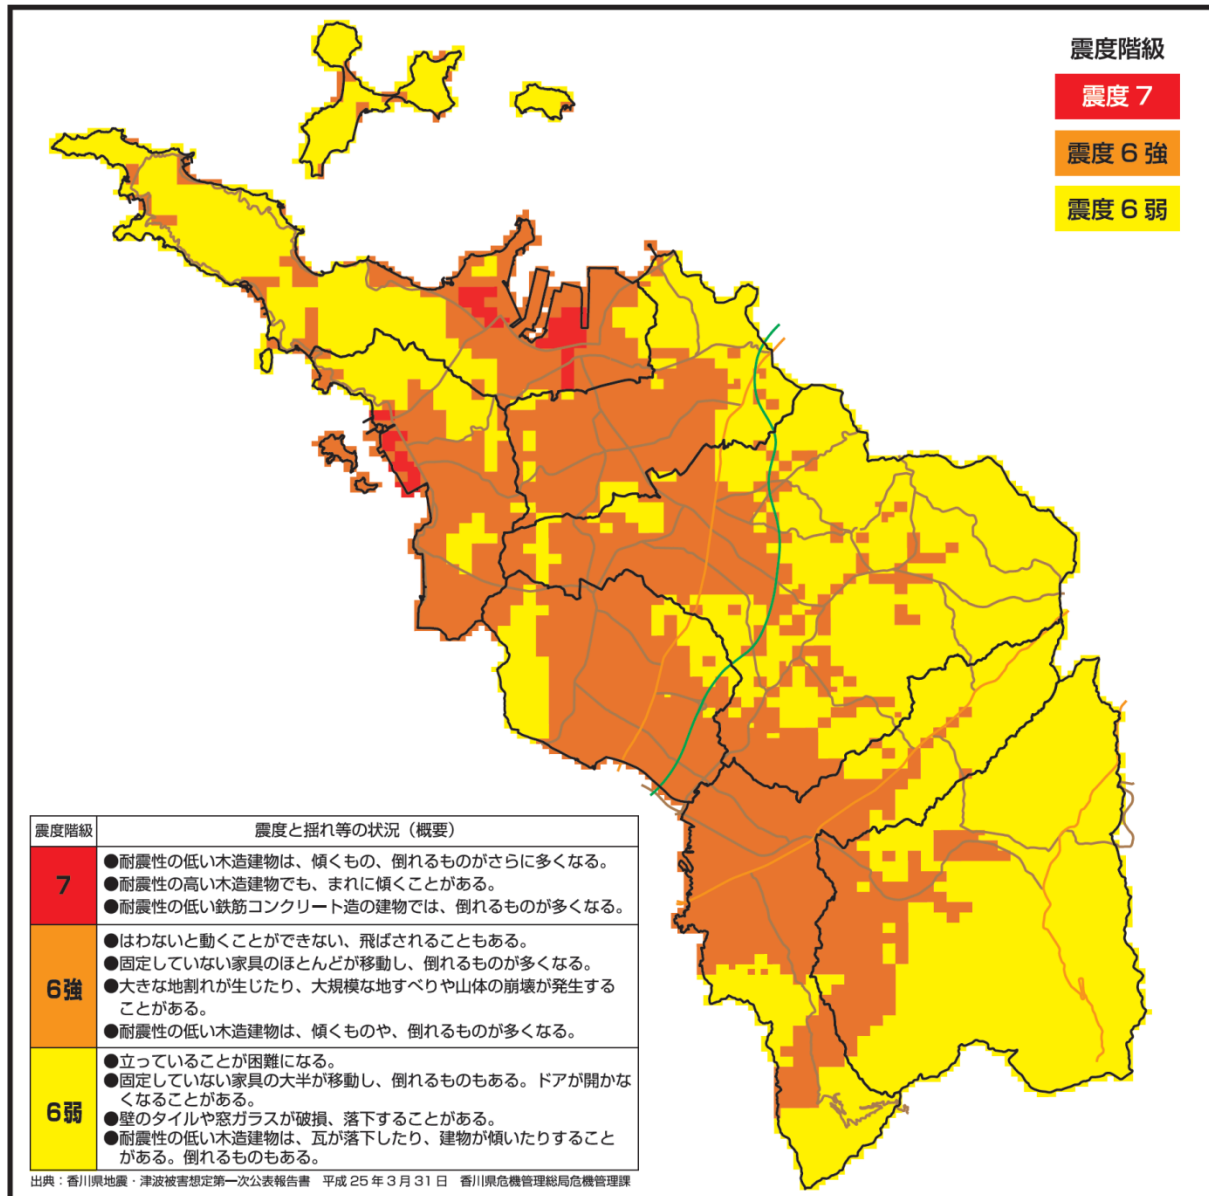 震度階級
震度 7
震度 6 強
震度 6 弱
震度階級
震度と揺れ等の状況（概要）
7
●耐震性の低い木造建物は、傾くもの、倒れるものがさらに多くなる。
●耐震性の高い木造建物でも、まれに傾くことがある。
●耐震性の低い鉄筋コンクリート造の建物では、倒れるものが多くなる。
6強
●はわないと動くことができない、飛ばされることもある。
●固定していない家具のほとんどが移動し、倒れるものが多くなる。
●大きな地割れが生じたり、大規模な地すべりや山体の崩壊が発生する
ことがある。
●耐震性の低い木造建物は、傾くものや、倒れるものが多くなる。
6弱
●立っていることが困難になる。
●固定していない家具の大半が移動し、倒れるものもある。ドアが開かな
くなることがある。
●壁のタイルや窓ガラスが破損、落下することがある。
●耐震性の低い木造建物は、瓦が落下したり、建物が傾いたりすること
がある。倒れるものもある。
出典：香川県地震・津波被害想定第一次公表報告書　平成 25 年 3 月 31 日　香川県危機管理総局危機管理課